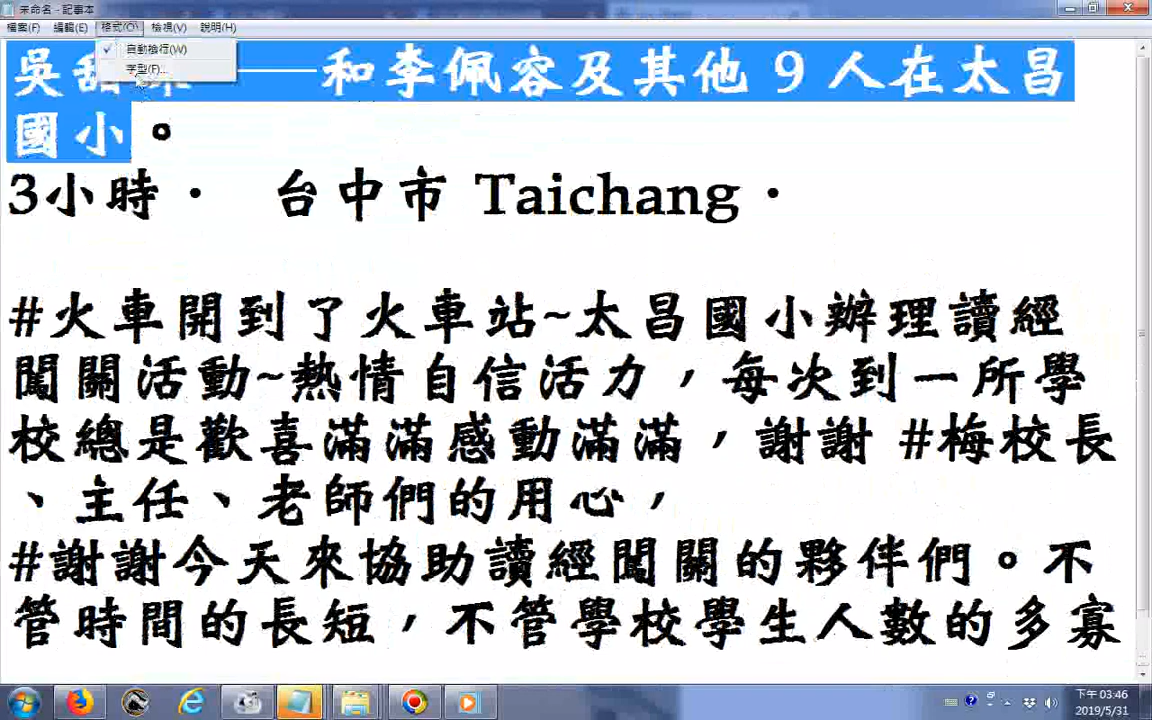 未命名 - 記事本
檔案(F) 編輯(E) 格式(O) 檢視(V) 說明(H)
自動換行(W)
字型(F)...
吳甜 —— 和李佩容及其他 9 人在太昌
國小。
3小時· 台中市 Taichang·
#火車開到了火車站~太昌國小辦理讀經
闖關活動~熱情自信活力，每次到一所學
校總是歡喜滿滿感動滿滿，謝謝 #梅校長
、主任、老師們的用心，
#謝謝今天來協助讀經闖關的夥伴們。不
管時間的長短，不管學校學生人數的多寡
下午 03:46
2019/5/31